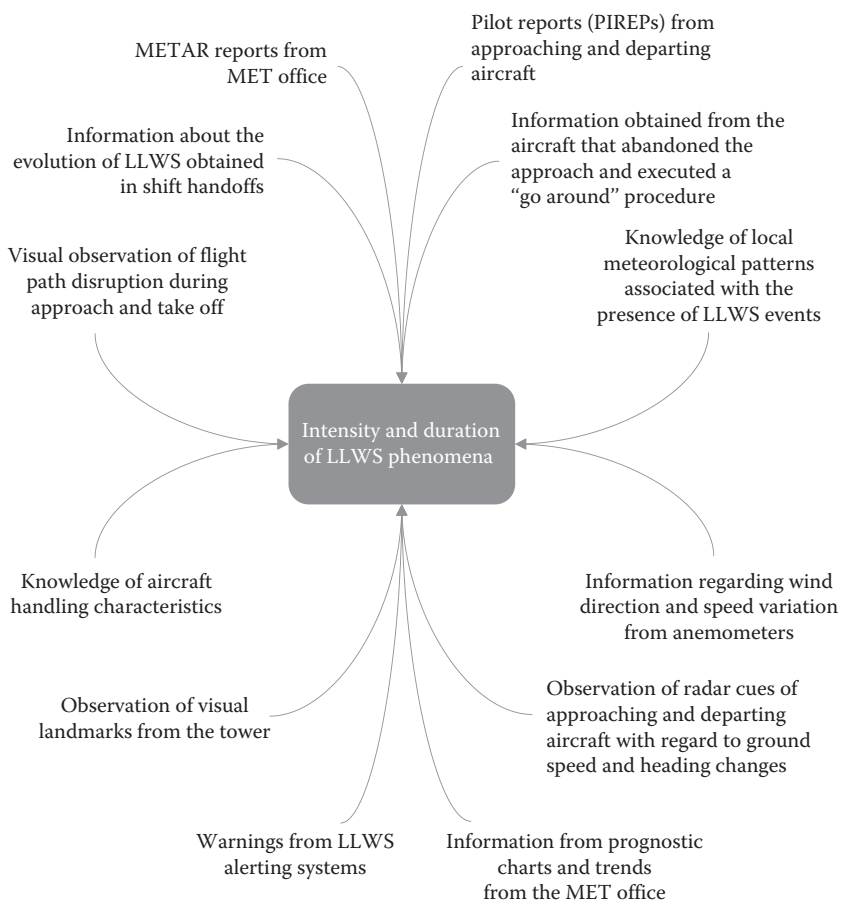 METAR reports from
MET office
Pilot reports (PIREPs) from
approaching and departing
aircraft
Information about the
evolution of LLWS obtained
in shift handoffs
Information obtained from the
aircraft that abandoned the
approach and executed a
“go around” procedure
Visual observation of flight
path disruption during
approach and take off
Knowledge of local
meteorological patterns
associated with the
presence of LLWS events
Intensity and duration
of LLWS phenomena
Knowledge of aircraft
handling characteristics
Information regarding wind
direction and speed variation
from anemometers
Observation of visual
landmarks from the tower
Observation of radar cues of
approaching and departing
aircraft with regard to ground
speed and heading changes
Warnings from LLWS
alerting systems
Information from prognostic
charts and trends
from the MET office